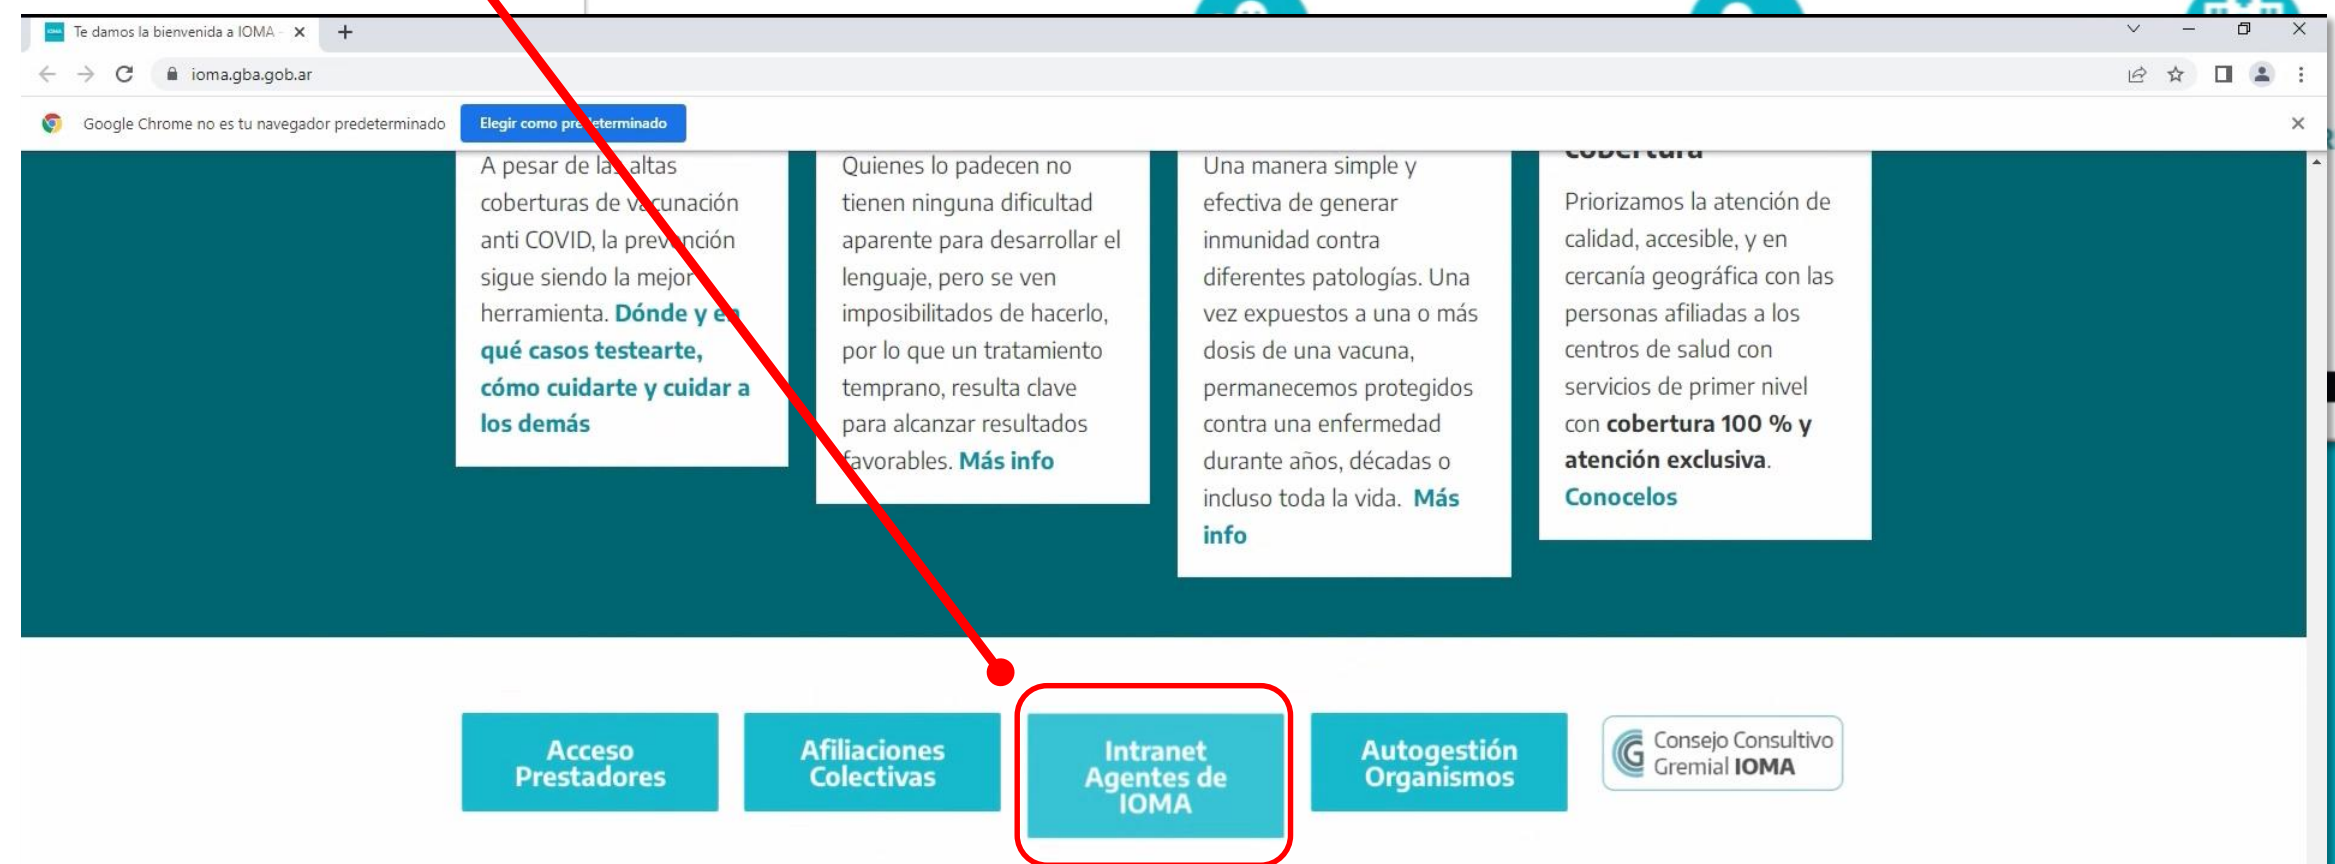 Te damos la bienvenida a IOMA -
ioma.gba.gob.ar
Google Chrome no es tu navegador predeterminado
Elegir como predeterminado
A pesar de las altas
coberturas de vacunación
anti COVID, la prevención
sigue siendo la mejor
herramienta. Dónde y en
qué casos testearte,
cómo cuidarte y cuidar a
los demás
Quienes lo padecen no
tienen ninguna dificultad
aparente para desarrollar el
lenguaje, pero se ven
imposibilitados de hacerlo,
por lo que un tratamiento
temprano, resulta clave
para alcanzar resultados
favorables. Más info
Una manera simple y
efectiva de generar
inmunidad contra
diferentes patologías. Una
vez expuestos a una o más
dosis de una vacuna,
permanecemos protegidos
contra una enfermedad
durante años, décadas o
incluso toda la vida. Más
info
cobertura
Priorizamos la atención de
calidad, accesible, y en
cercanía geográfica con las
personas afiliadas a los
centros de salud con
servicios de primer nivel
con cobertura 100 % y
atención exclusiva.
Conocelos
Acceso
Prestadores
Afiliaciones
Colectivas
Intranet
Agentes de
IOMA
Autogestión
Organismos
Consejo Consultivo
Gremial IOMA